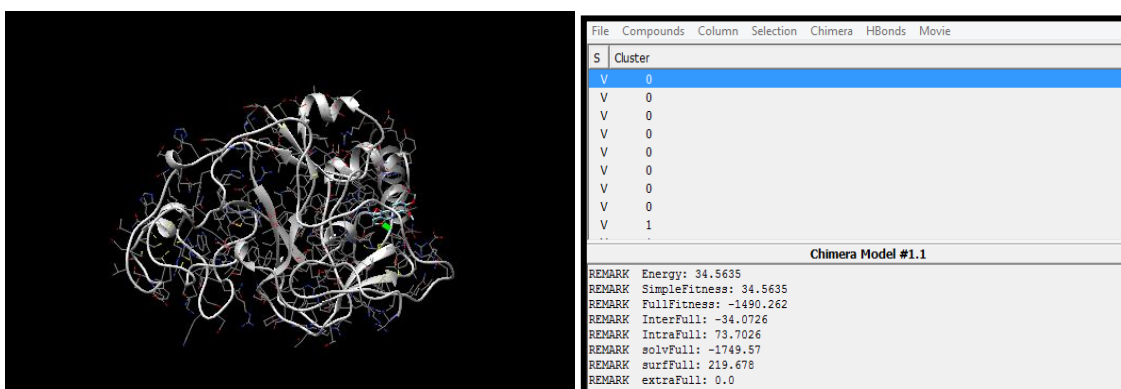 File Compounds Column Selection Chimera HBonds Movie
S Cluster
V 0
V 0
V 0
V 0
V 0
V 0
V 0
V 0
V 1
Chimera Model #1.1
REMARK Energy: 34.5635
REMARK SimpleFitness: 34.5635
REMARK FullFitness: -1490.262
REMARK InterFull: -34.0726
REMARK IntraFull: 73.7026
REMARK solvFull: -1749.57
REMARK surfFull: 219.678
REMARK extraFull: 0.0